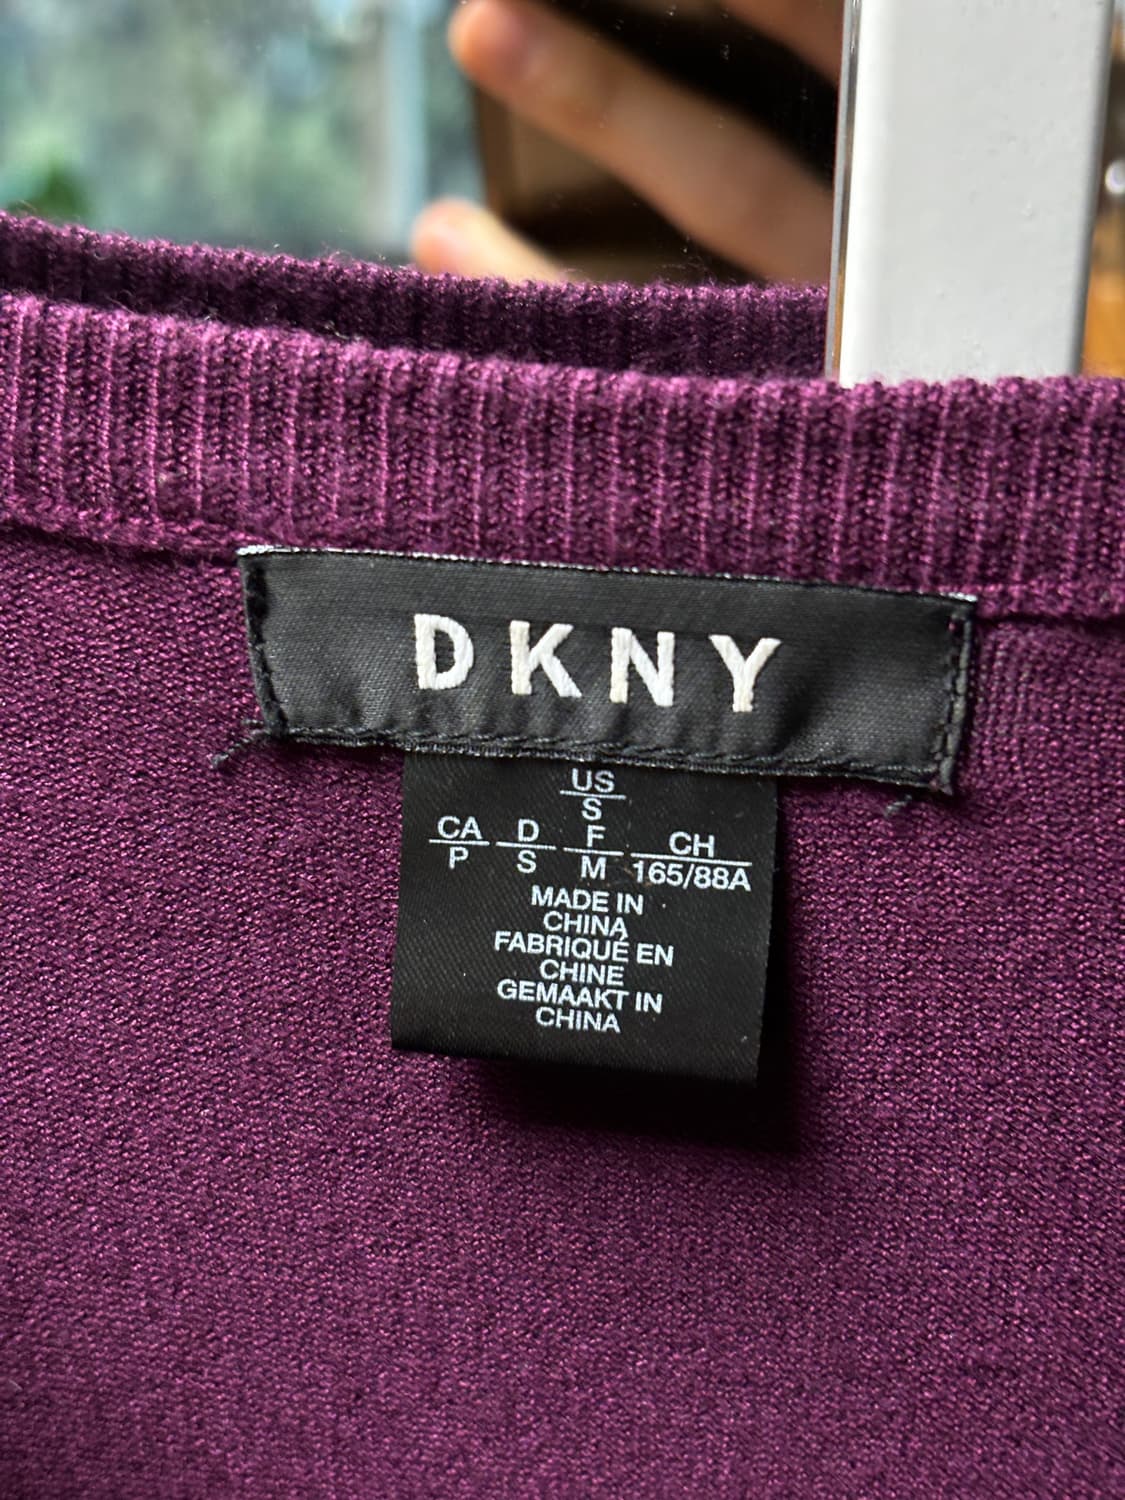 DKNY
US
S
CA D F CH
P S M 165/88A
MADE IN
CHINA
FABRIQUÉ EN
CHINE
GEMAAKT IN
CHINA